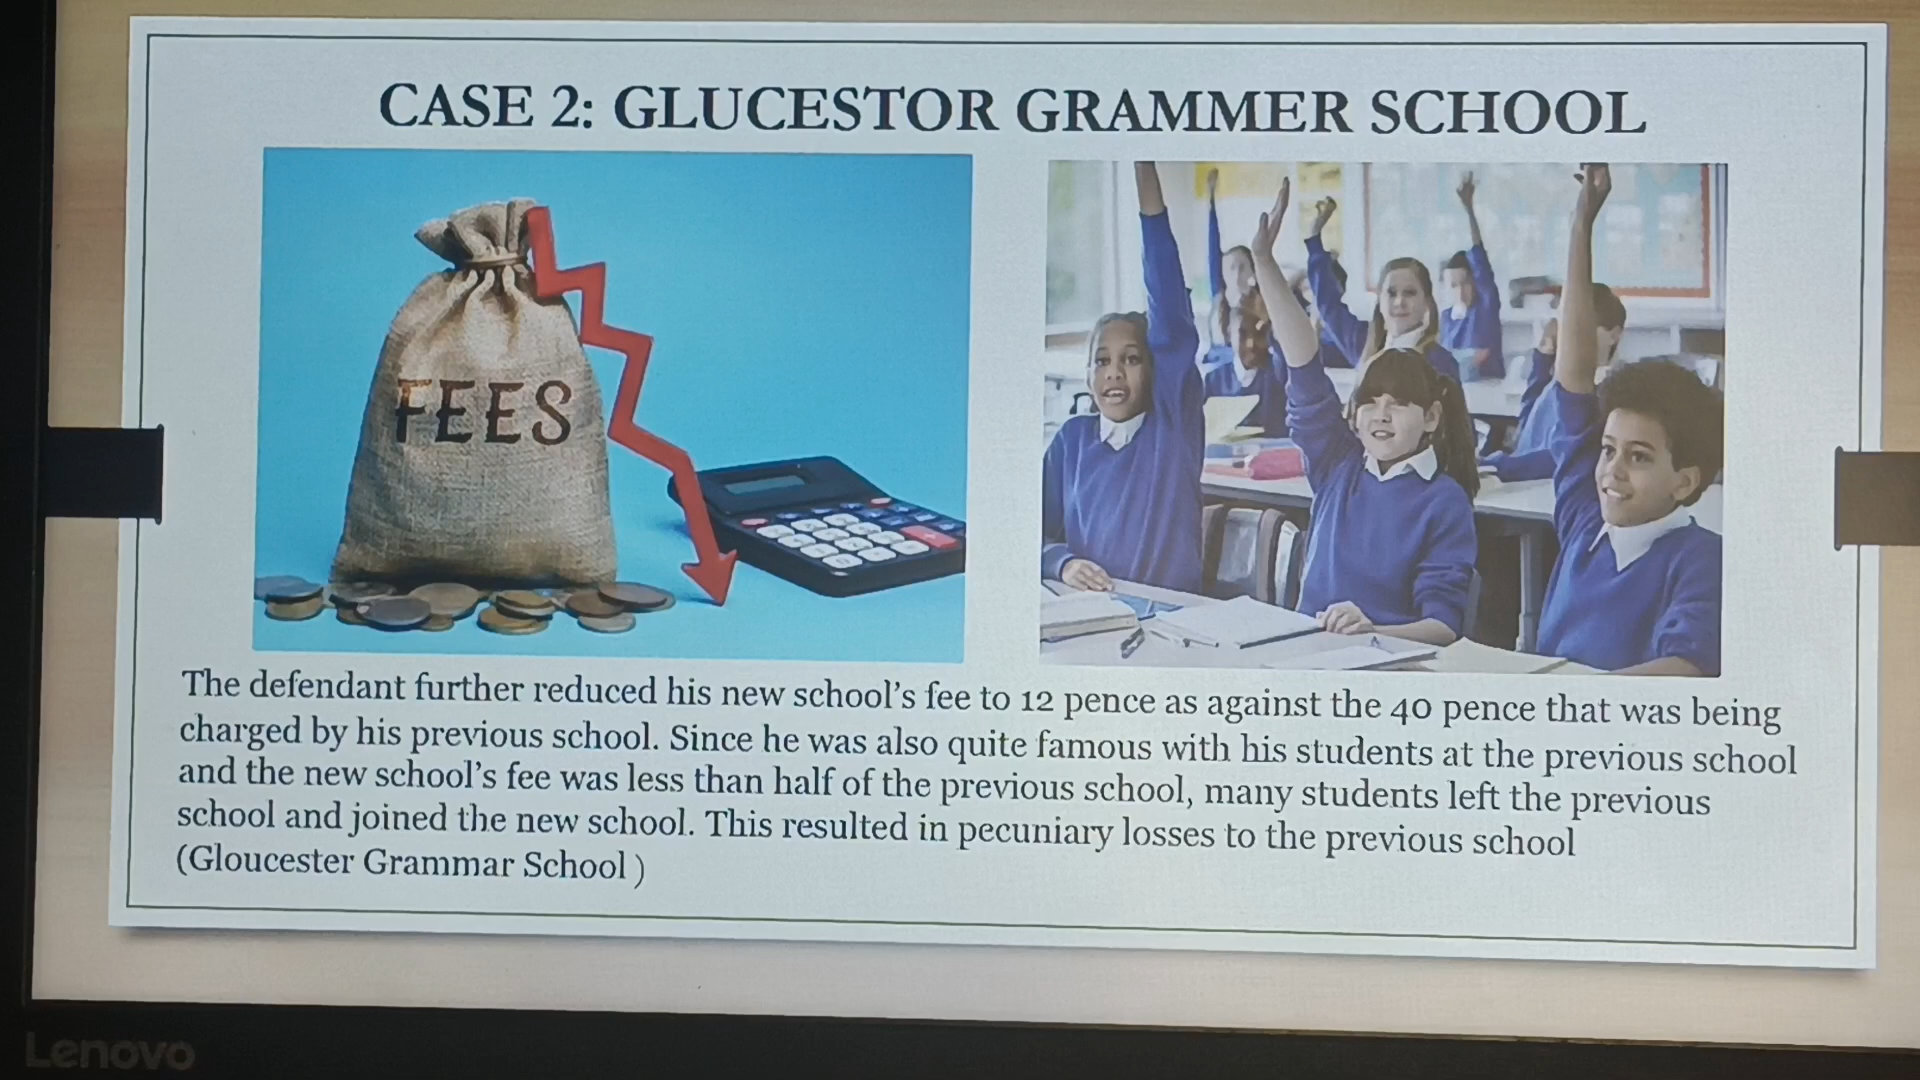 CASE 2: GLUCESTOR GRAMMER SCHOOL
FEES
The defendant further reduced his new school's fee to 12 pence as against the 40 pence that was being
charged by his previous school. Since he was also quite famous with his students at the previous school
and the new school's fee was less than half of the previous school, many students left the previous
school and joined the new school. This resulted in pecuniary losses to the previous school
(Gloucester Grammar School )
Lenovo